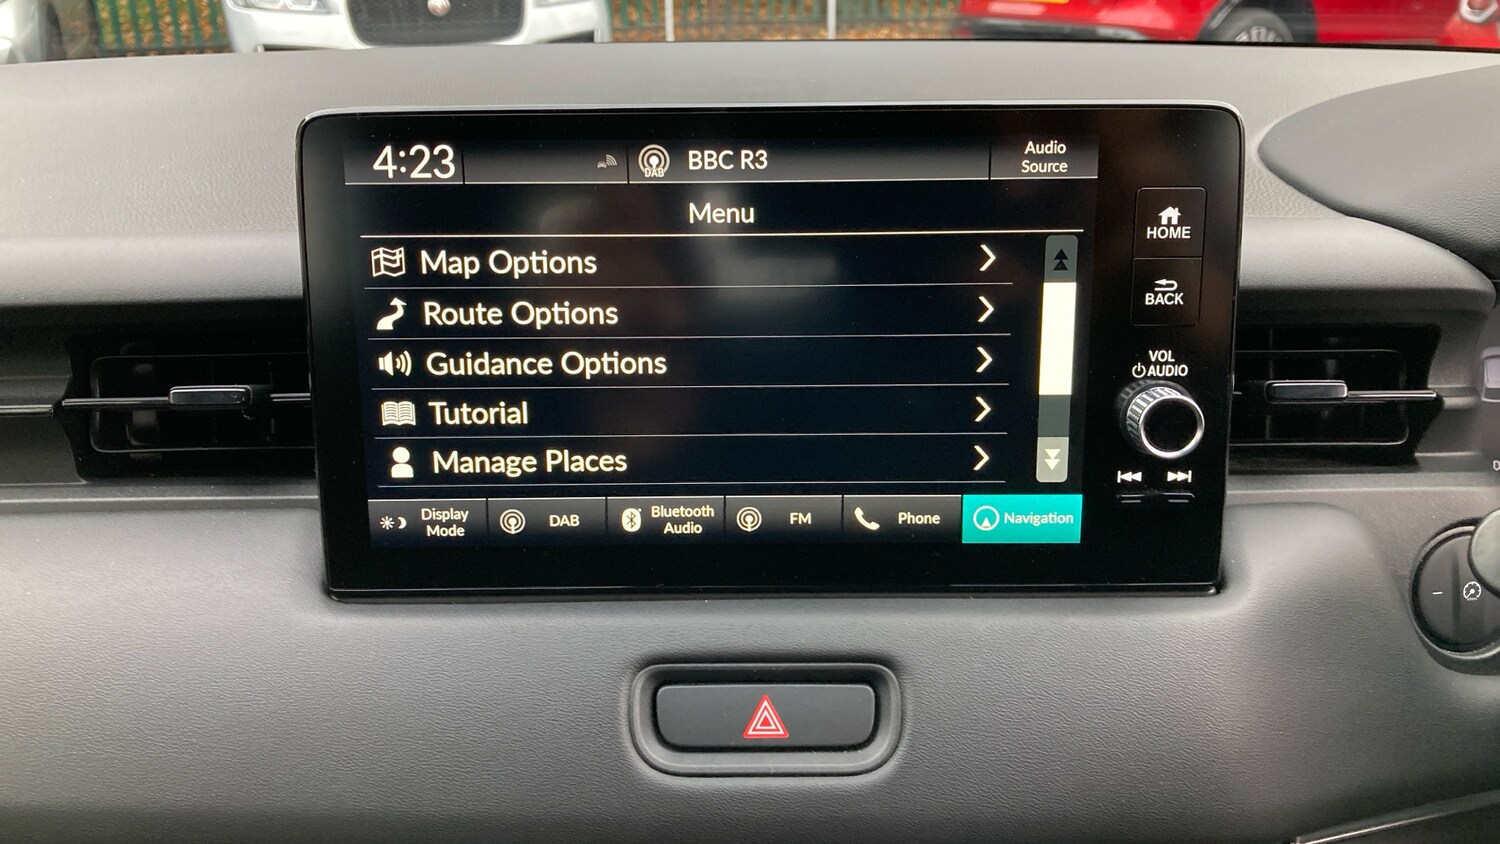 4:23
DAB
BBC R3
Audio
Source
Menu
Map Options
Route Options
Guidance Options
Tutorial
Manage Places
Display
Mode
DAB
Bluetooth
Audio
FM
Phone
Navigation
HOME
BACK
VOL
AUDIO